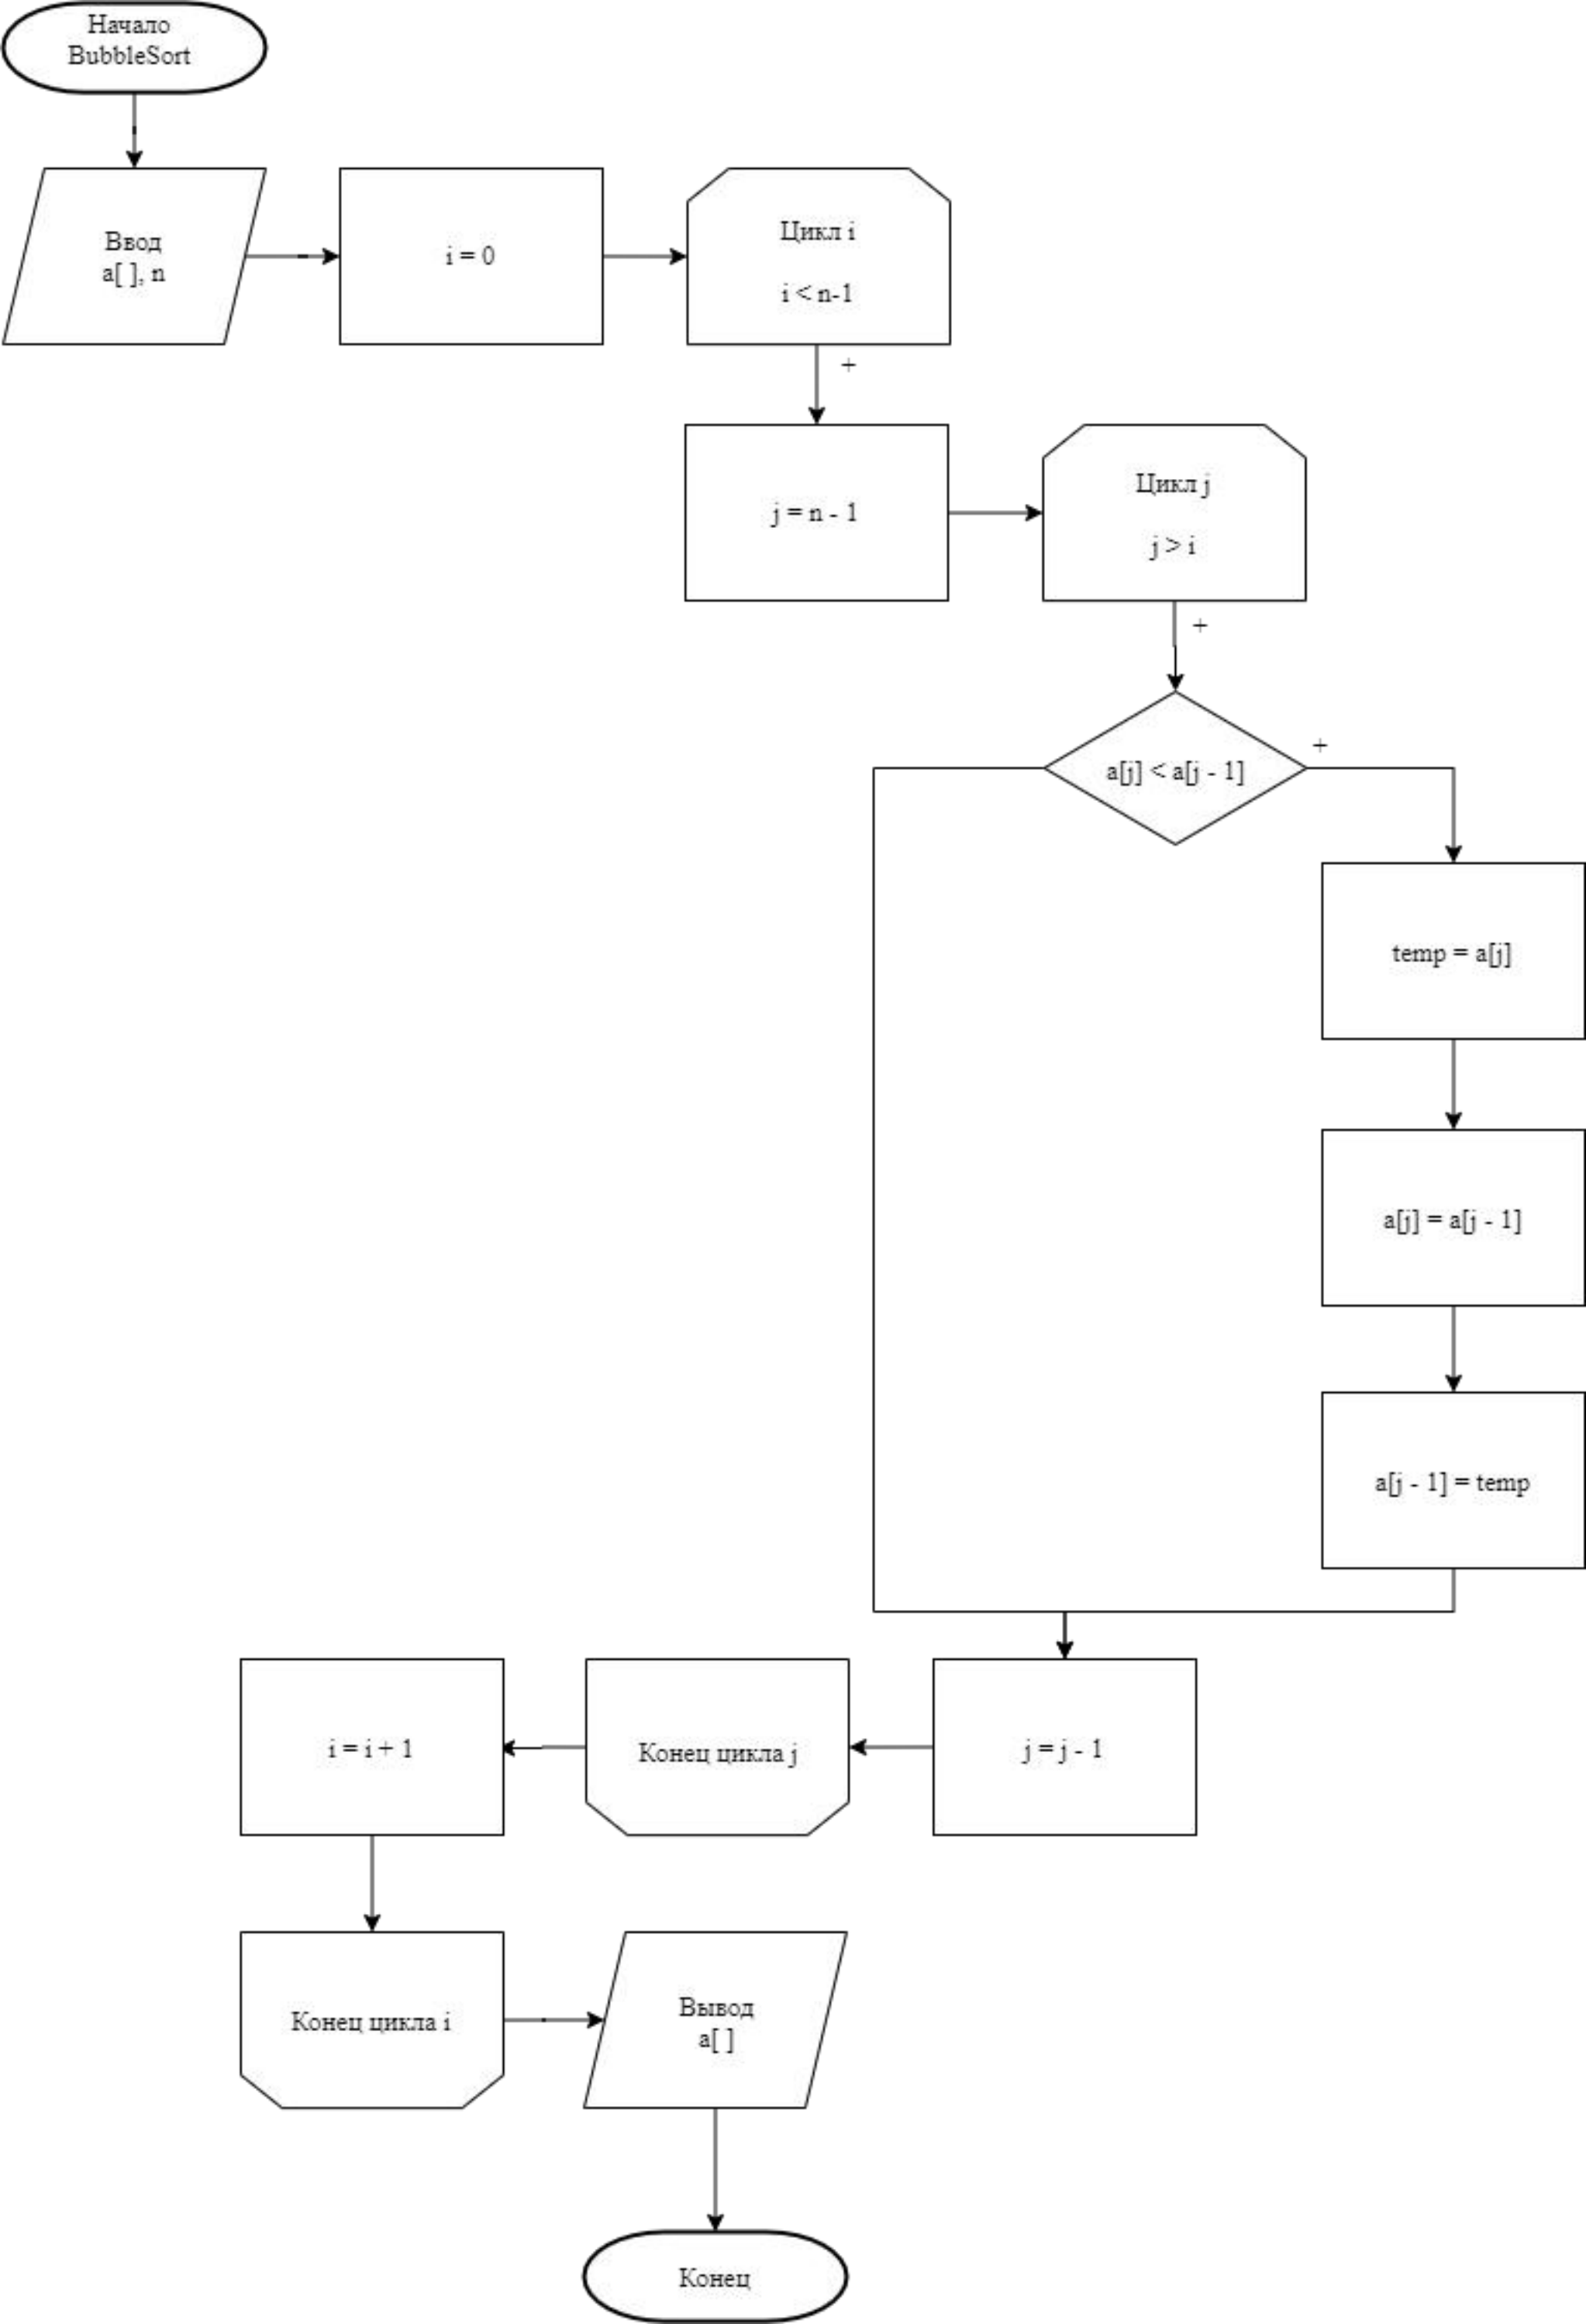 Начало
BubbleSort
Ввод
a[ ], n
i = 0
Цикл i
i < n-1
+
j = n - 1
Цикл j
j > i
+
a[j] < a[j - 1]
+
temp = a[j]
a[j] = a[j - 1]
a[j - 1] = temp
j = j - 1
Конец цикла j
i = i + 1
Конец цикла i
Вывод
a[ ]
Конец